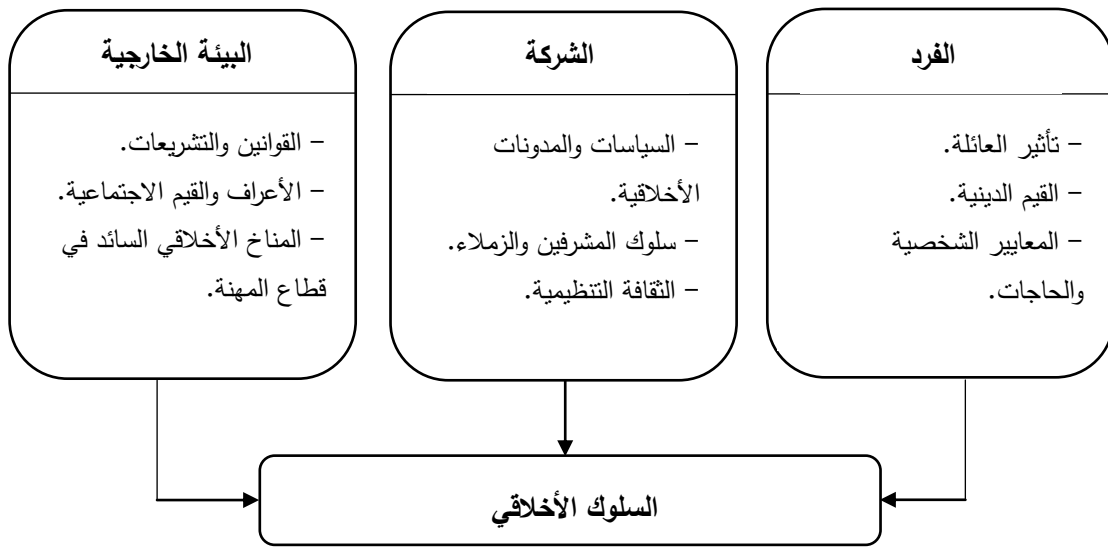 الفرد
- تأثير العائلة.
- القيم الدينية.
- المعايير الشخصية
والحاجات.
الشركة
- السياسات والمدونات
الأخلاقية.
- سلوك المشرفين والزملاء.
- الثقافة التنظيمية.
البيئة الخارجية
- القوانين والتشريعات.
- الأعراف والقيم الاجتماعية.
- المناخ الأخلاقي السائد في
قطاع المهنة.
السلوك الأخلاقي